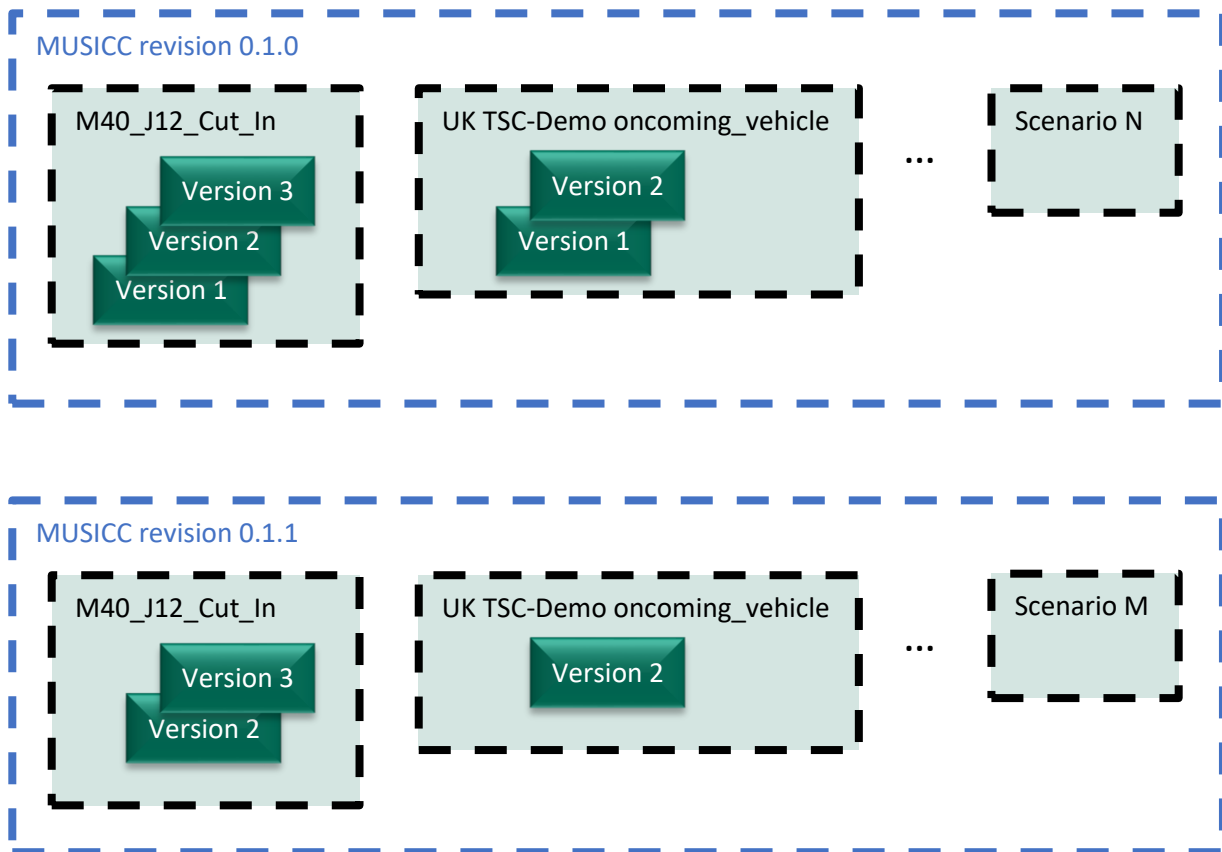 MUSICC revision 0.1.0
M40_J12_Cut_In
Version 3
Version 2
Version 1
UK TSC-Demo oncoming_vehicle
Version 2
Version 1
...
Scenario N
MUSICC revision 0.1.1
M40_J12_Cut_In
Version 3
Version 2
UK TSC-Demo oncoming_vehicle
Version 2
...
Scenario M